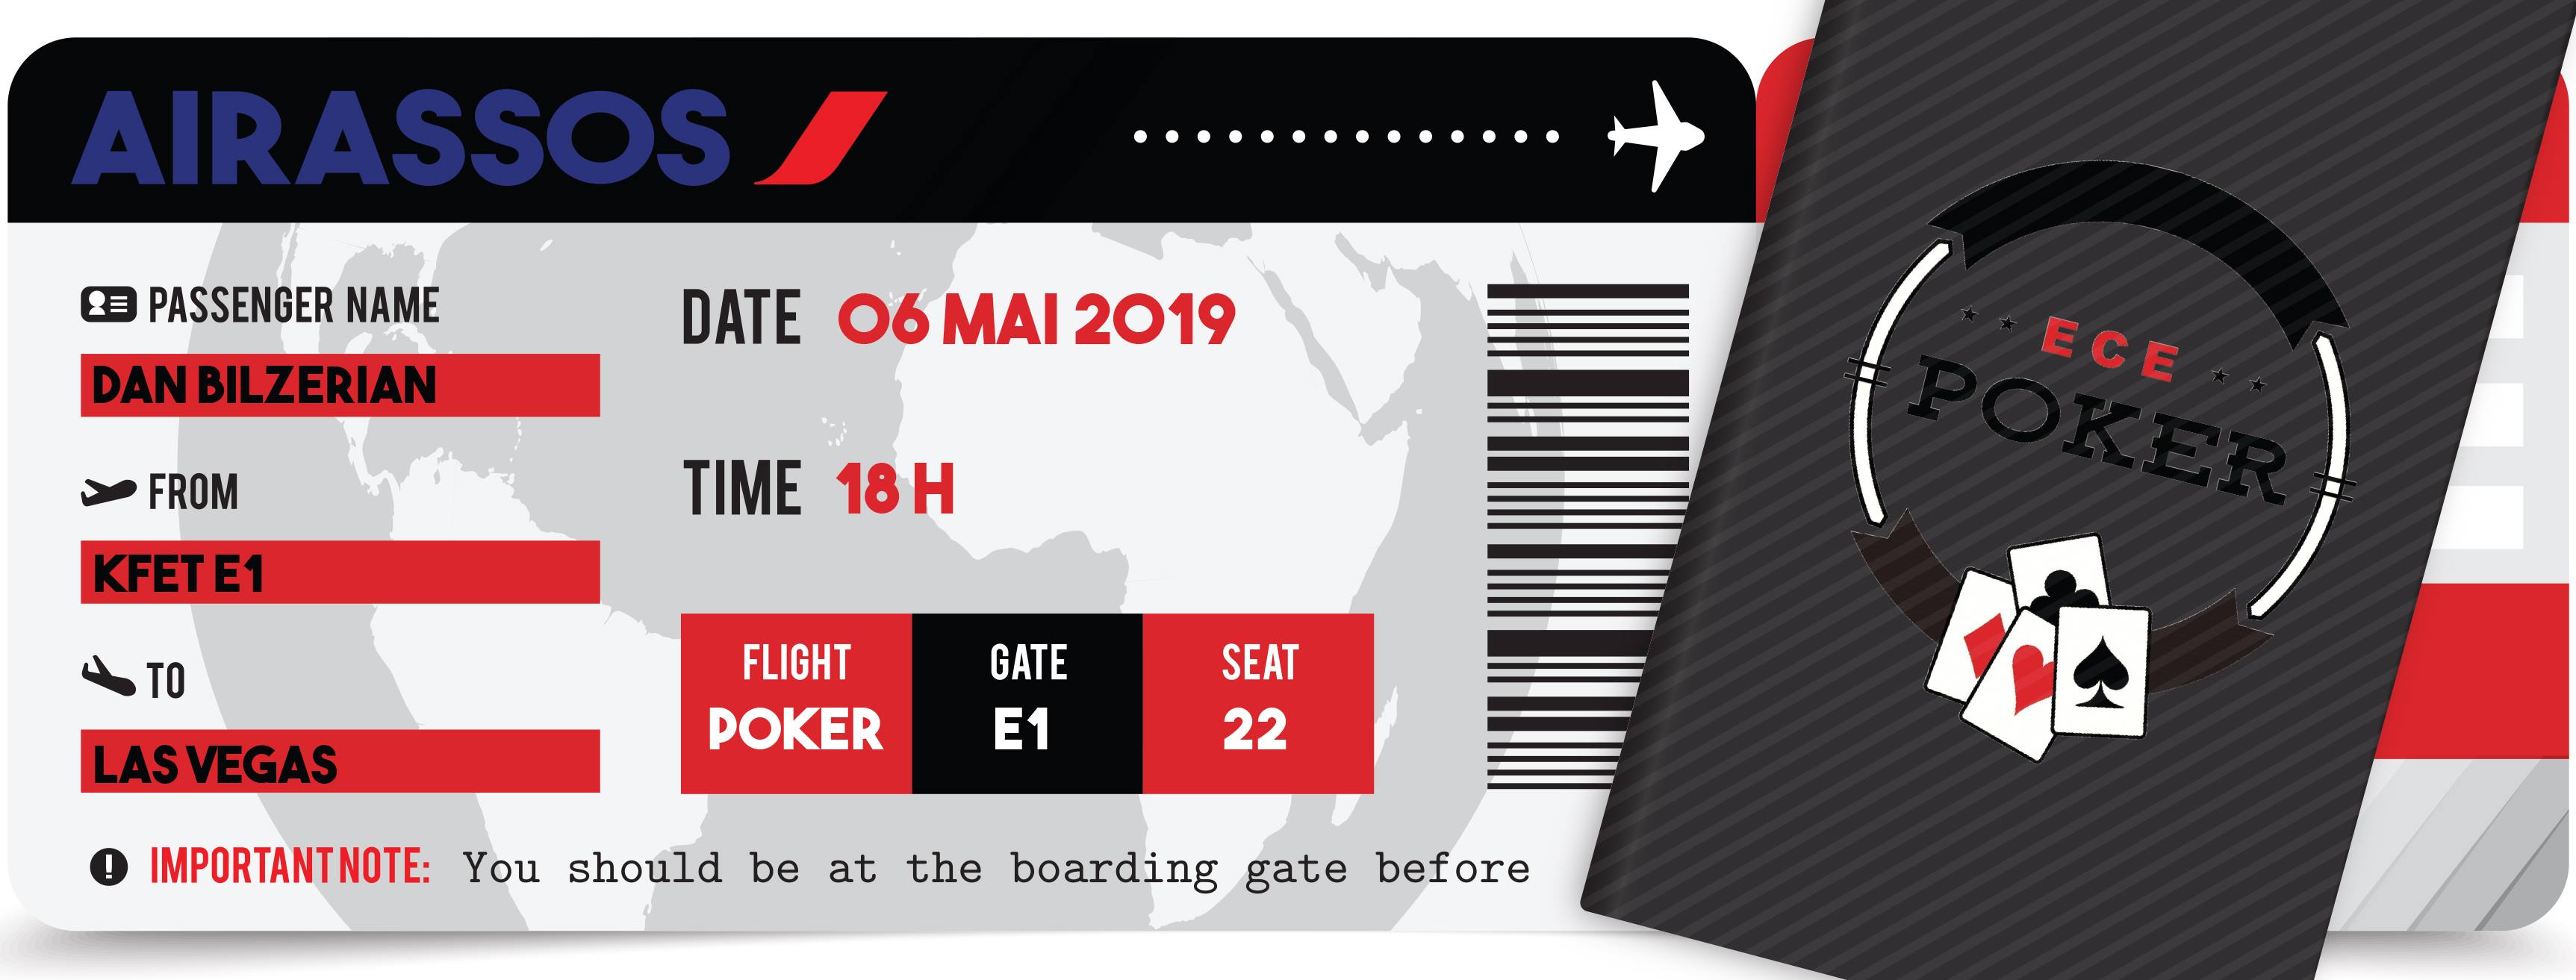 AIRASSOS
PASSENGER NAME
DAN BILZERIAN
FROM
KFET E1
TO
LAS VEGAS
DATE 06 MAI 2019
TIME 18 H
FLIGHT
POKER
GATE
E1
SEAT
22
IMPORTANT NOTE: You should be at the boarding gate before
ECE
POKER